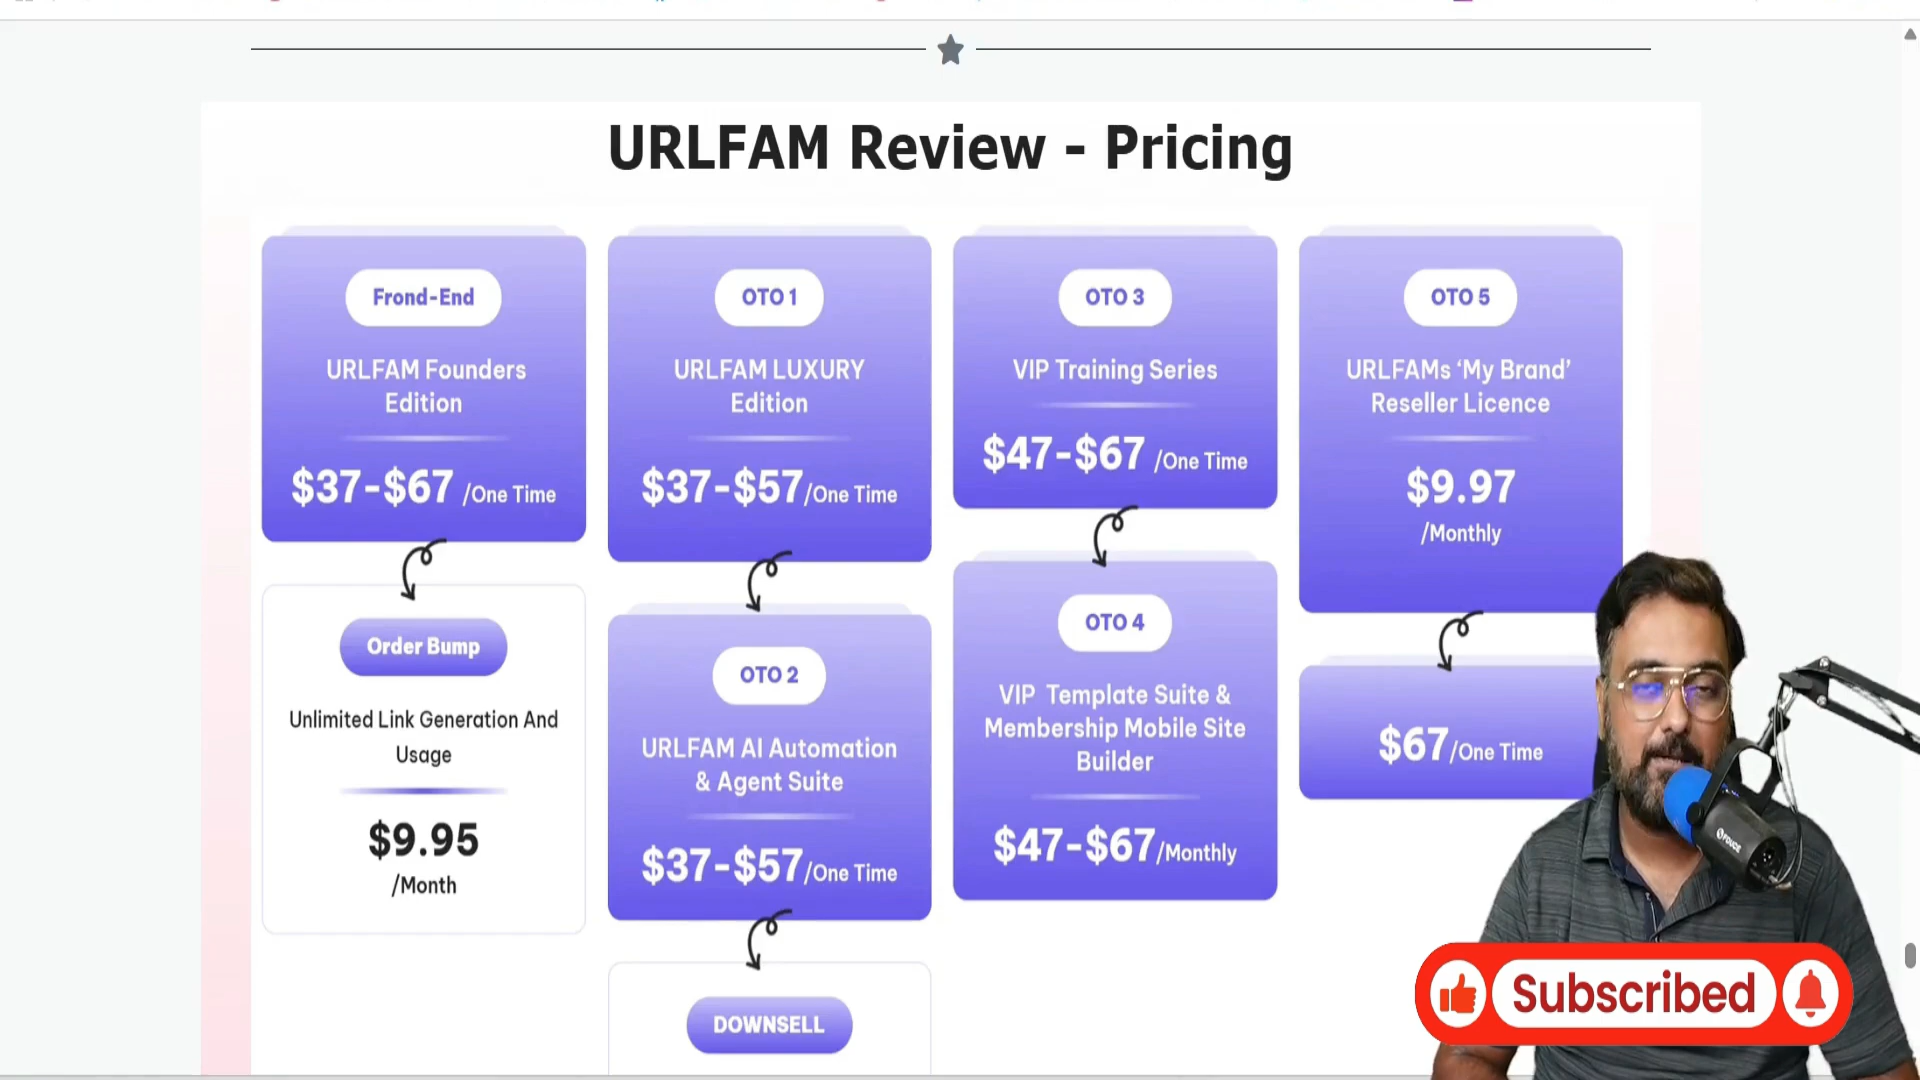 URLFAM Review - Pricing
Frond-End
URLFAM Founders
Edition
$37-$67 /One Time
Order Bump
Unlimited Link Generation And
Usage
$9.95
/Month
OTO 1
URLFAM LUXURY
Edition
$37-$57/One Time
OTO 2
URLFAM AI Automation
& Agent Suite
$37-$57/One Time
DOWNSELL
OTO 3
VIP Training Series
$47-$67 /One Time
OTO 4
VIP Template Suite &
Membership Mobile Site
Builder
$47-$67/Monthly
OTO 5
URLFAMs ‘My Brand’
Reseller Licence
$9.97
/Monthly
$67/One Time
Subscribed